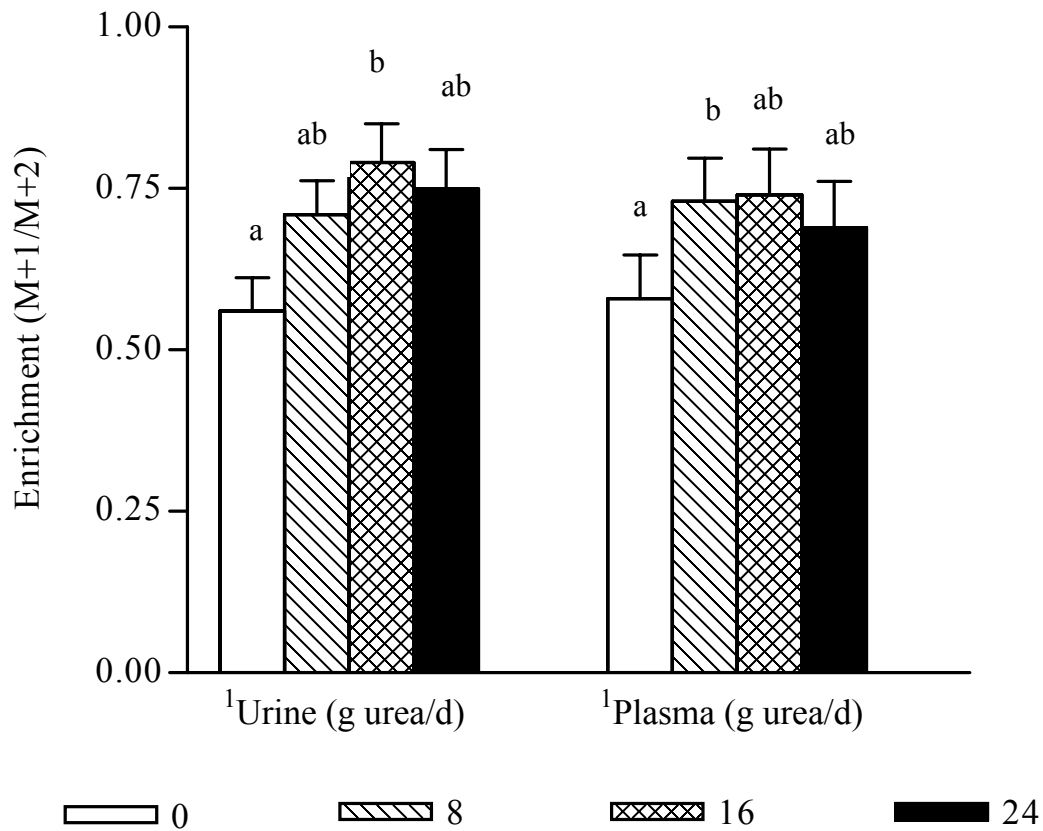 1.00
0.75
0.50
0.25
0.00
Enrichment (M+1/M+2)
a ab b ab
a b ab ab
1Urine (g urea/d) 1Plasma (g urea/d)
0 8 16 24